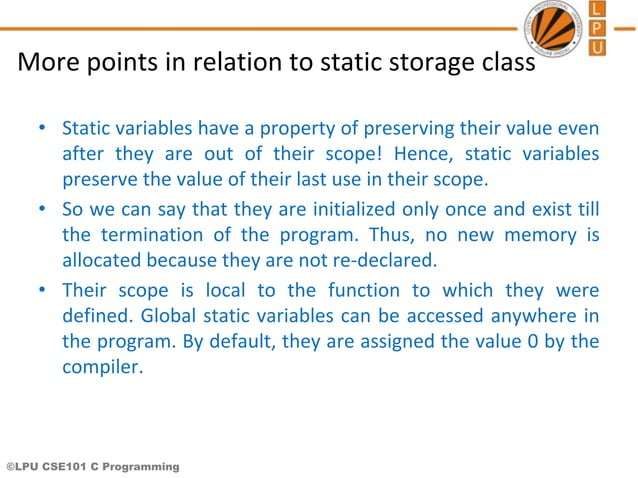 L
P
U
More points in relation to static storage class
• Static variables have a property of preserving their value even
after they are out of their scope! Hence, static variables
preserve the value of their last use in their scope.
• So we can say that they are initialized only once and exist till
the termination of the program. Thus, no new memory is
allocated because they are not re-declared.
• Their scope is local to the function to which they were
defined. Global static variables can be accessed anywhere in
the program. By default, they are assigned the value 0 by the
compiler.
©LPU CSE101 C Programming